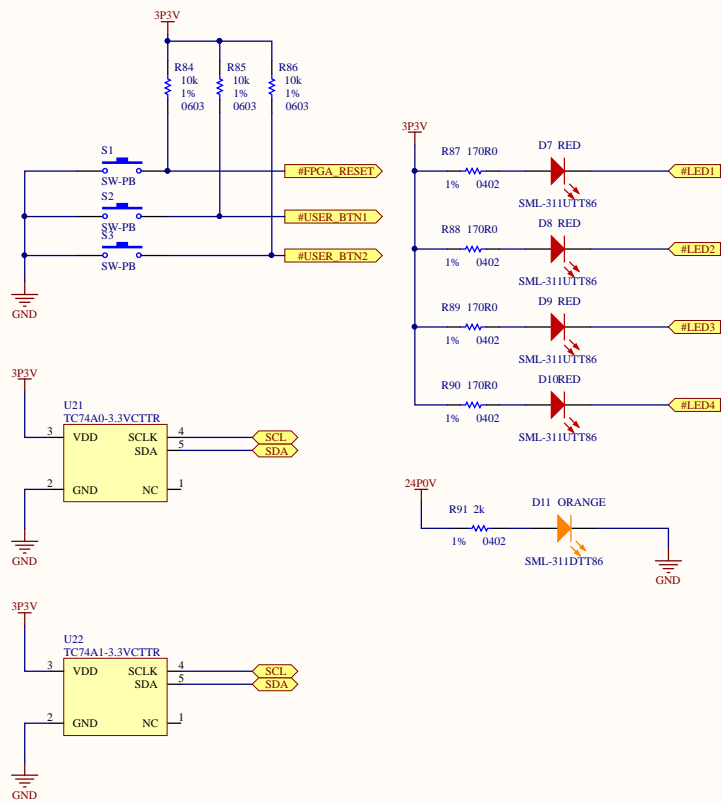 3P3V
R84
10k
1%
0603
R85
10k
1%
0603
R86
10k
1%
0603
S1
SW-PB
#FPGA_RESET
S2
SW-PB
#USER_BTN1
S3
SW-PB
#USER_BTN2
GND
3P3V
R87 170R0
1% 0402
D7 RED
SML-311UTT86
#LED1
R88 170R0
1% 0402
D8 RED
SML-311UTT86
#LED2
R89 170R0
1% 0402
D9 RED
SML-311UTT86
#LED3
R90 170R0
1% 0402
D10RED
SML-311UTT86
#LED4
3P3V
U21
TC74A0-3.3VCTTR
3 VDD SCLK 4 SCL
SDA 5 SDA
2 GND NC 1
GND
24P0V
R91 2k
1% 0402
D11 ORANGE
SML-311DTT86
GND
3P3V
U22
TC74A1-3.3VCTTR
3 VDD SCLK 4 SCL
SDA 5 SDA
2 GND NC 1
GND